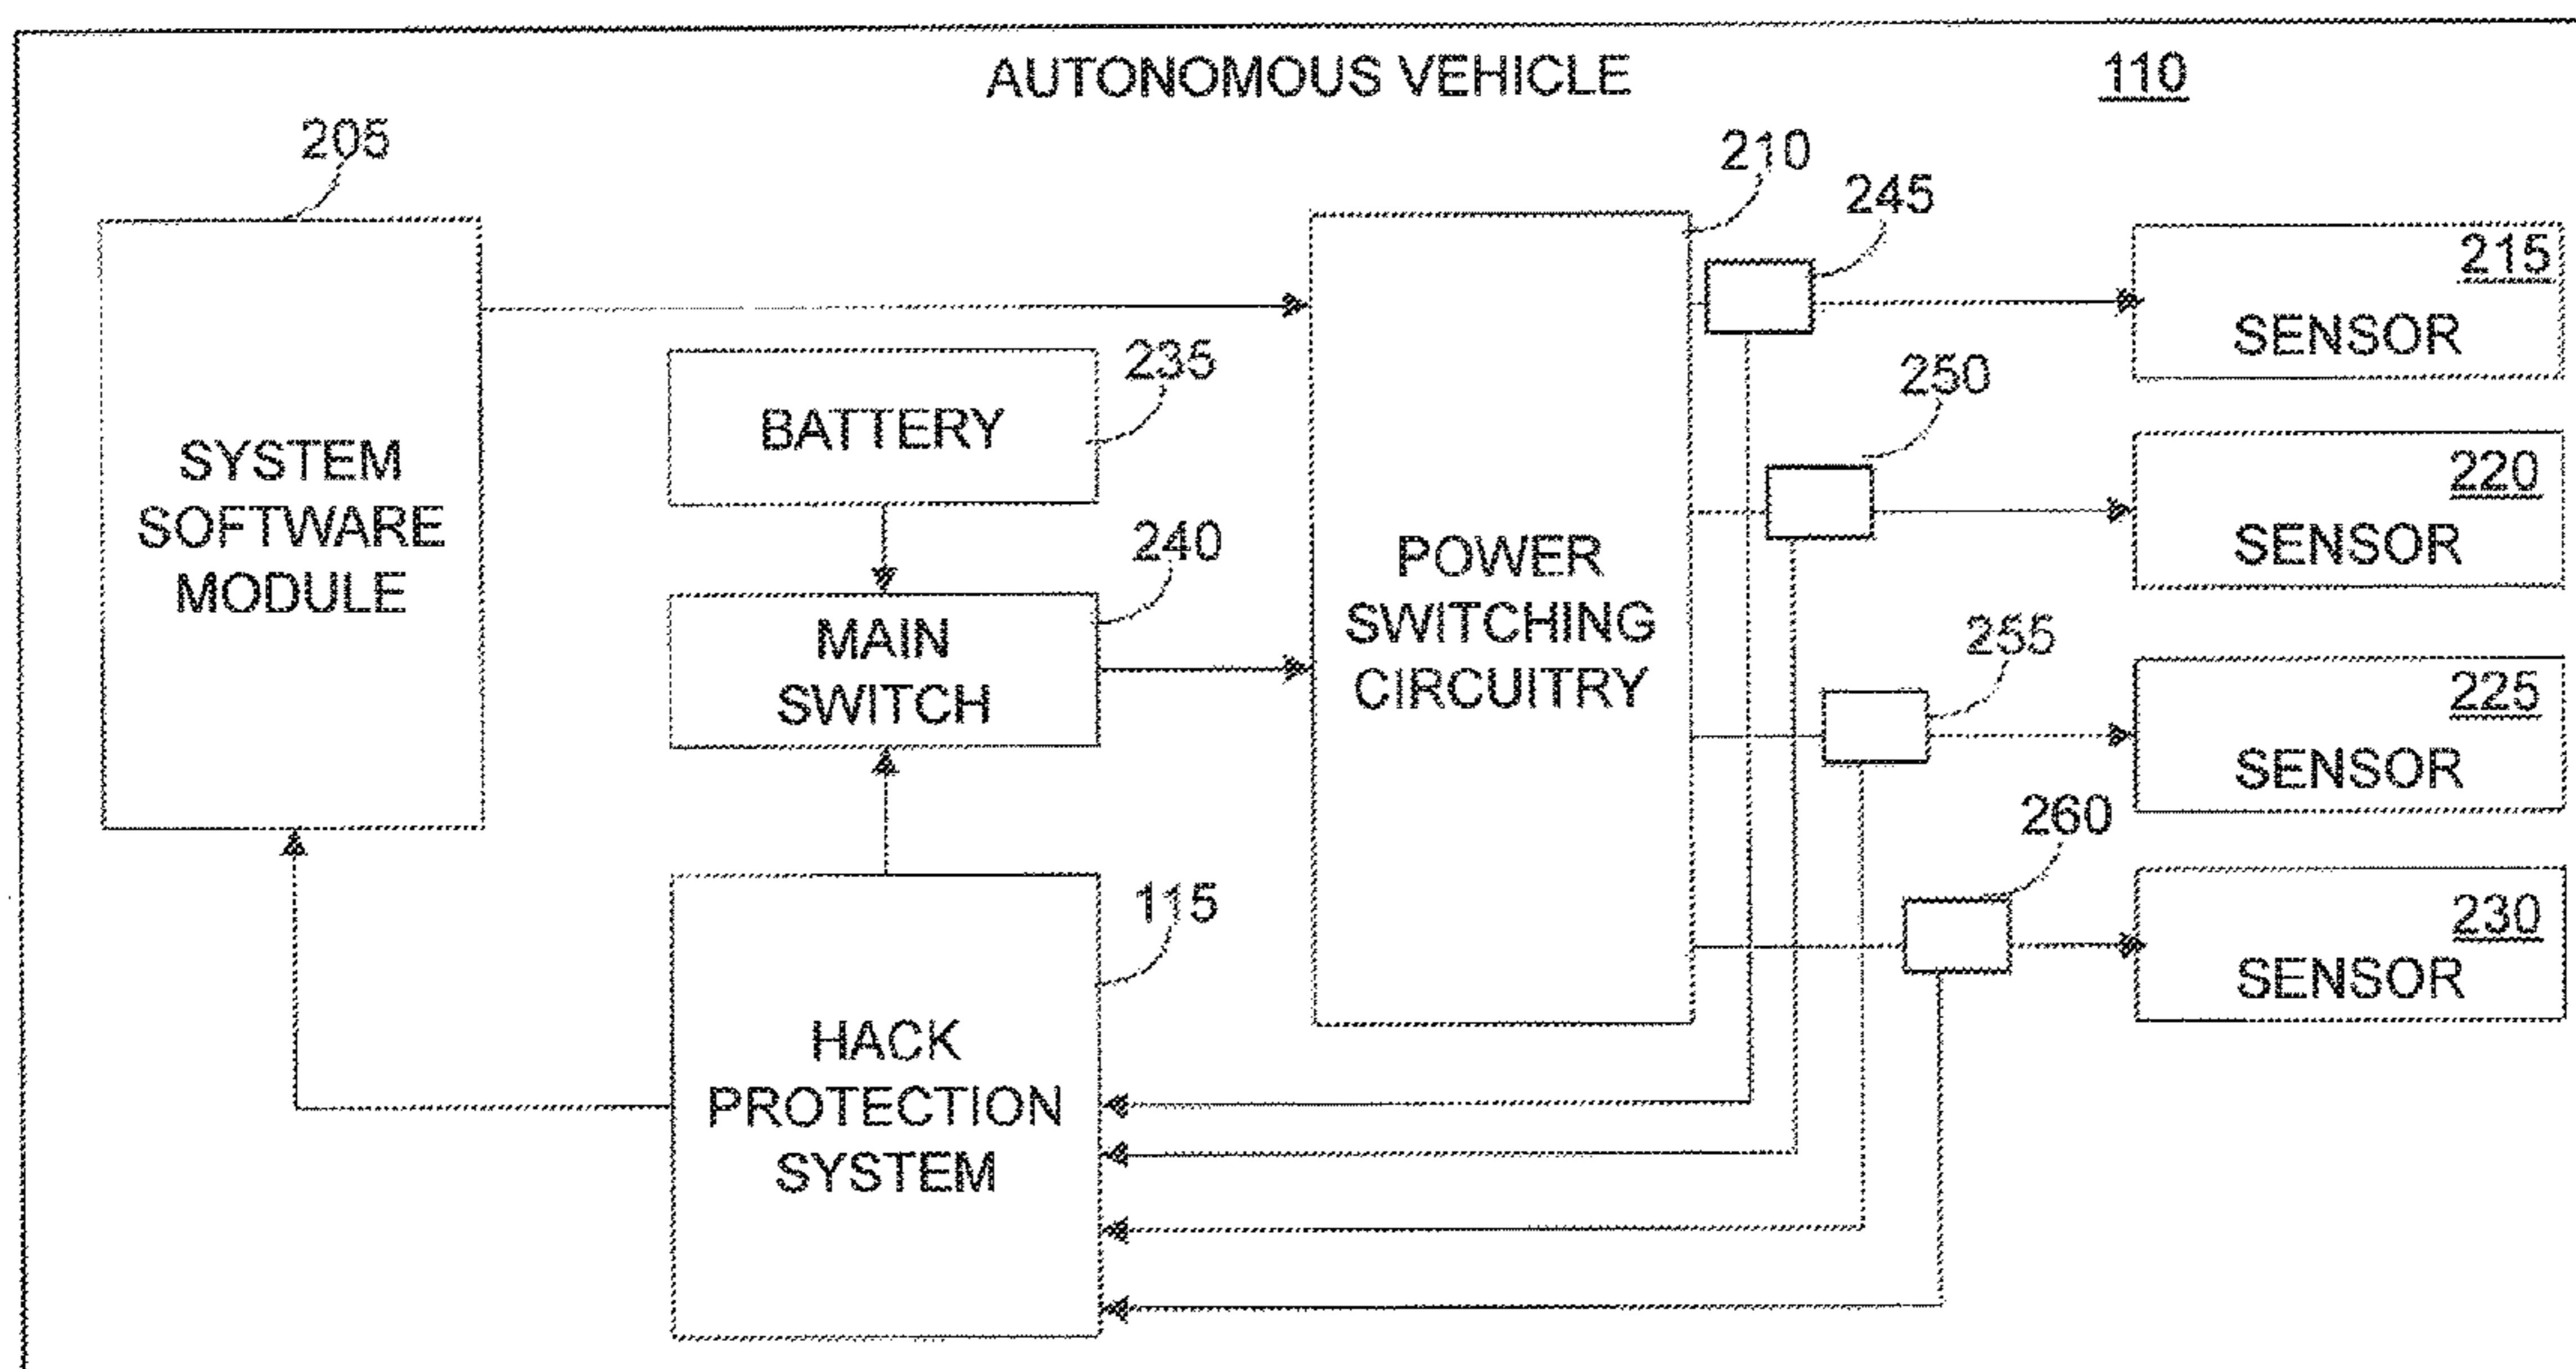 AUTONOMOUS VEHICLE
110
205
210
245
215
SENSOR
235
BATTERY
250
220
SENSOR
SYSTEM
SOFTWARE
MODULE
240
MAIN
SWITCH
POWER
SWITCHING
CIRCUITRY
255
225
SENSOR
260
230
SENSOR
115
HACK
PROTECTION
SYSTEM